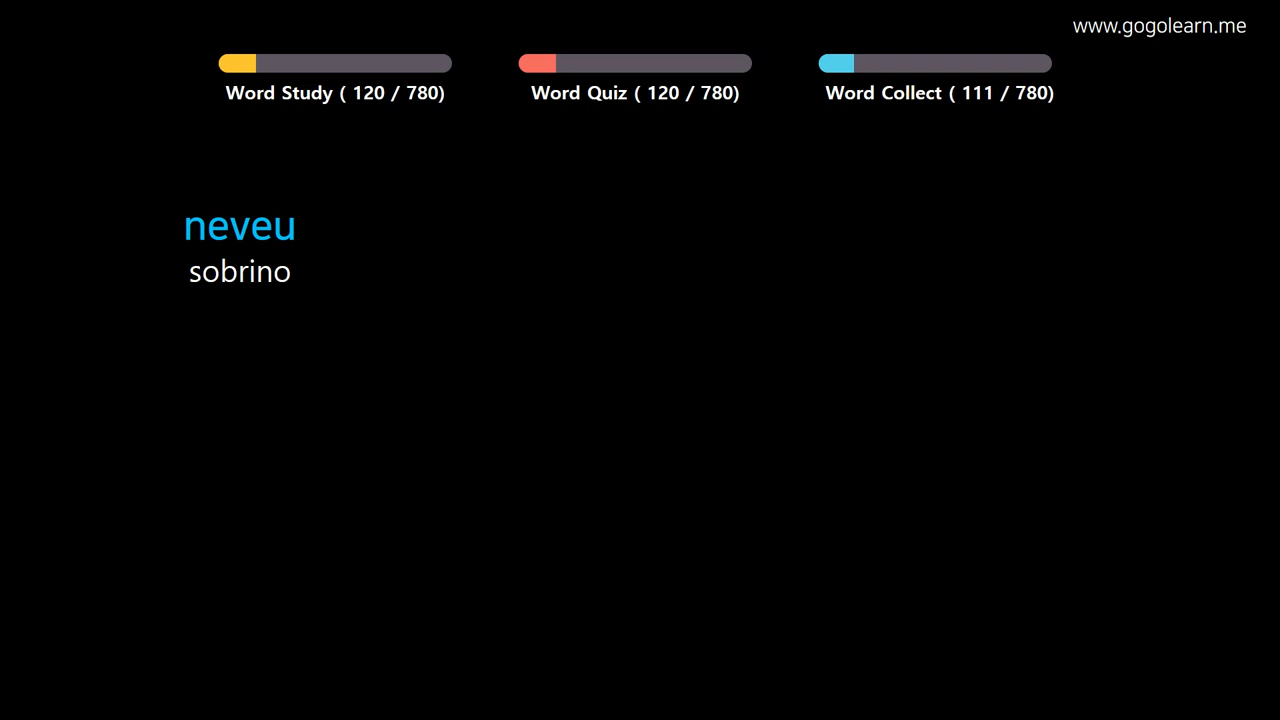 www.gogolearn.me
Word Study ( 120 / 780)
Word Quiz ( 120 / 780)
Word Collect ( 111 / 780)
neveu
sobrino